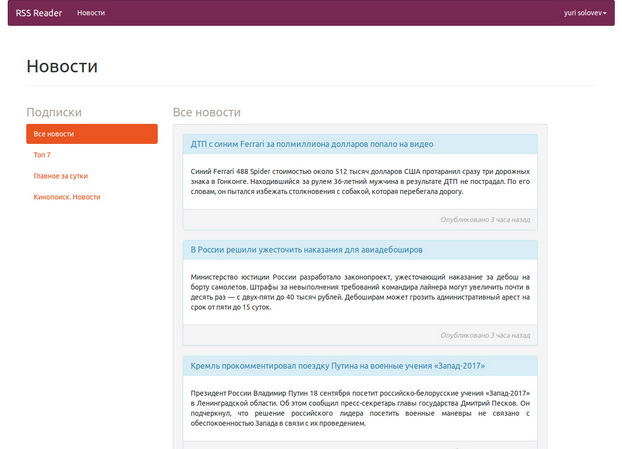 RSS Reader Новости yuri solovev
Новости
Подписки
Все новости
Топ 7
Главное за сутки
Кинопоиск. Новости
Все новости
ДТП с синим Ferrari за полмиллиона долларов попало на видео
Синий Ferrari 488 Spider стоимостью около 512 тысяч долларов США протаранил сразу три дорожных
знака в Гонконге. Находившийся за рулем 36-летний мужчина в результате ДТП не пострадал. По его
словам, он пытался избежать столкновения с собакой, которая перебегала дорогу.
Опубликовано 3 часа назад
В России решили ужесточить наказания для авиадебоширов
Министерство юстиции России разработало законопроект, ужесточающий наказание за дебош на
борту самолетов. Штрафы за невыполнения требований командира лайнера могут увеличить почти в
десять раз — с двух-пяти до 40 тысяч рублей. Дебоширам может грозить административный арест на
срок от пяти до 15 суток.
Опубликовано 3 часа назад
Кремль прокомментировал поездку Путина на военные учения «Запад-2017»
Президент России Владимир Путин 18 сентября посетит российско-белорусские учения «Запад-2017»
в Ленинградской области. Об этом сообщил пресс-секретарь главы государства Дмитрий Песков. Он
подчеркнул, что решение российского лидера посетить военные маневры не связано с
обеспокоенностью Запада в связи с их проведением.